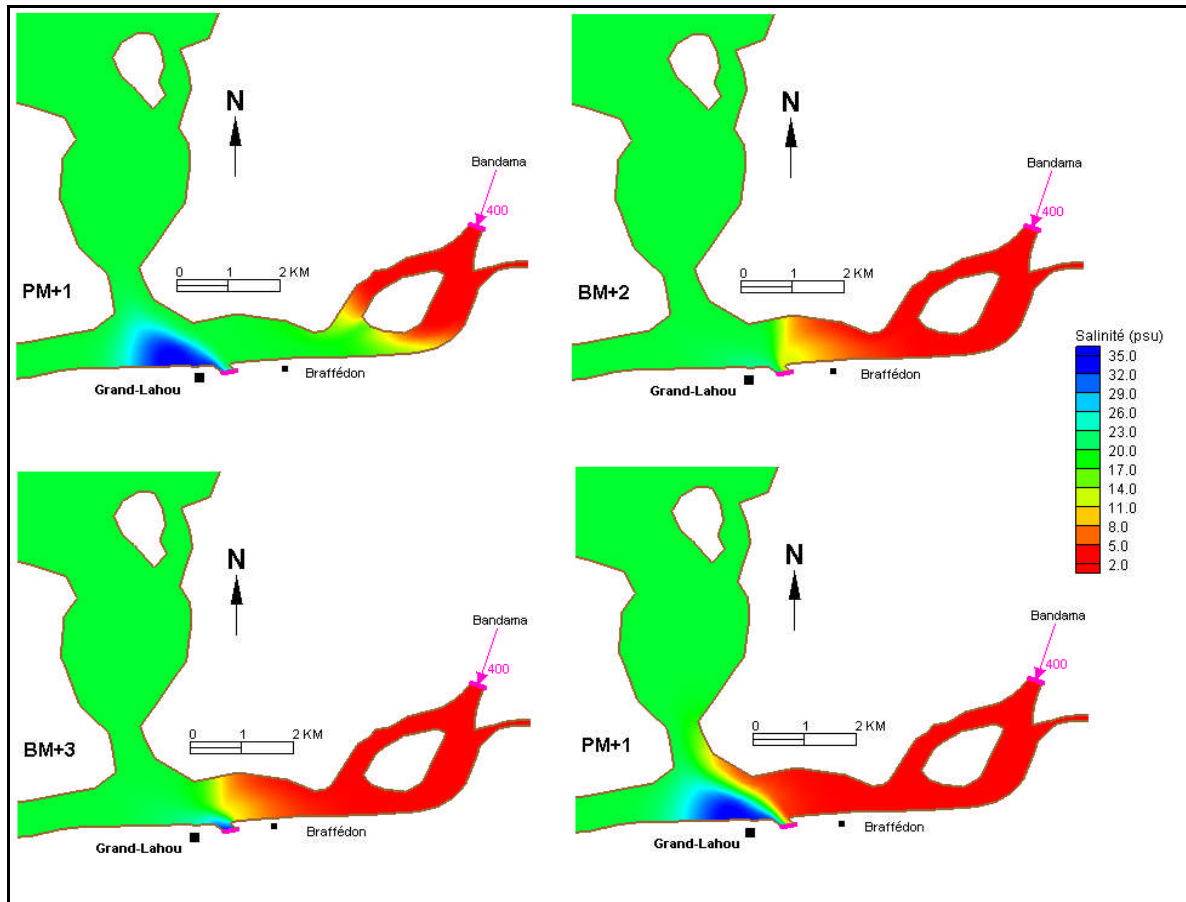 N
Bandama
400
0 1 2 KM
PM+1
Grand-Lahou
Braffédon
N
Bandama
400
0 1 2 KM
BM+2
Grand-Lahou
Braffédon
Salinité (psu)
35.0
32.0
29.0
26.0
23.0
20.0
17.0
14.0
11.0
8.0
5.0
2.0
N
Bandama
400
0 1 2 KM
BM+3
Grand-Lahou
Braffédon
N
Bandama
400
0 1 2 KM
PM+1
Grand-Lahou
Braffédon